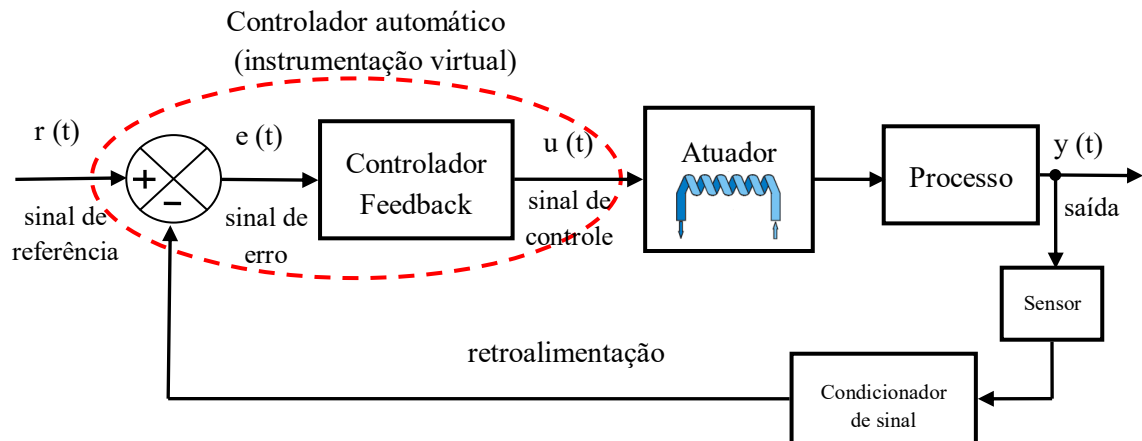 Controlador automático
(instrumentação virtual)
r (t)
e (t)
u (t)
y (t)
+
−
Controlador
Feedback
Atuador
Processo
sinal de
referência
sinal de
erro
sinal de
controle
saída
Sensor
retroalimentação
Condicionador
de sinal